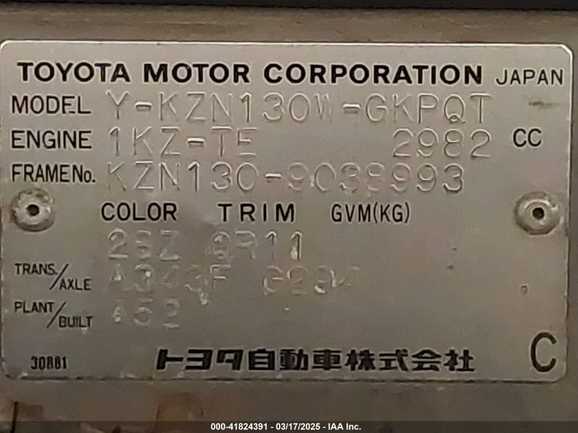 TOYOTA MOTOR CORPORATION JAPAN
MODEL Y-KZN130W-GKPQT
ENGINE 1KZ-TE 2982 CC
FRAME No. KZN130-9039993
COLOR TRIM GVM(KG)
TRANS./AXLE A343F
PLANT/BUILT
30881 トヨタ自動車株式会社 C
000-41824391 — 03/17/2025 — IAA Inc.